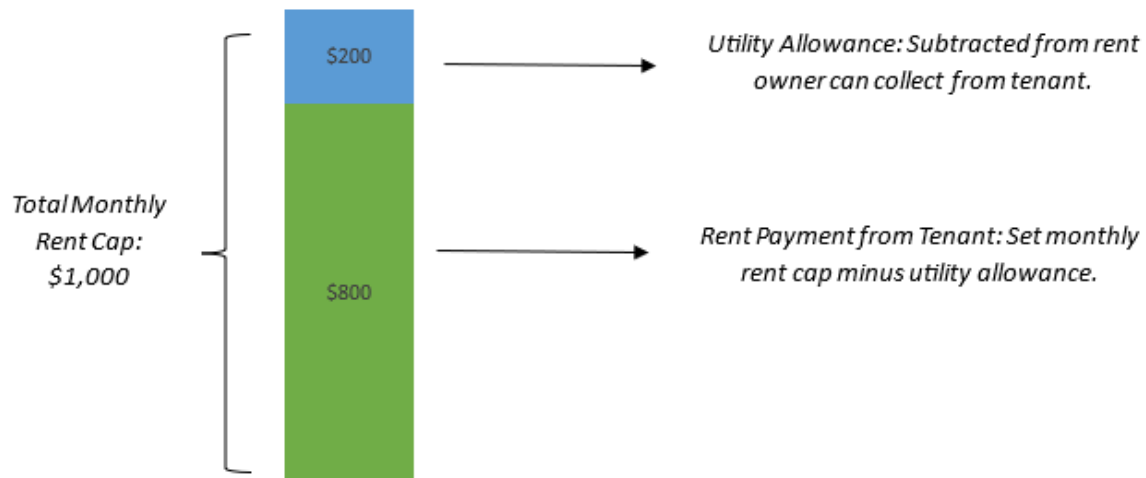 $200
Utility Allowance: Subtracted from rent
owner can collect from tenant.
Total Monthly
Rent Cap:
$1,000
Rent Payment from Tenant: Set monthly
rent cap minus utility allowance.
$800